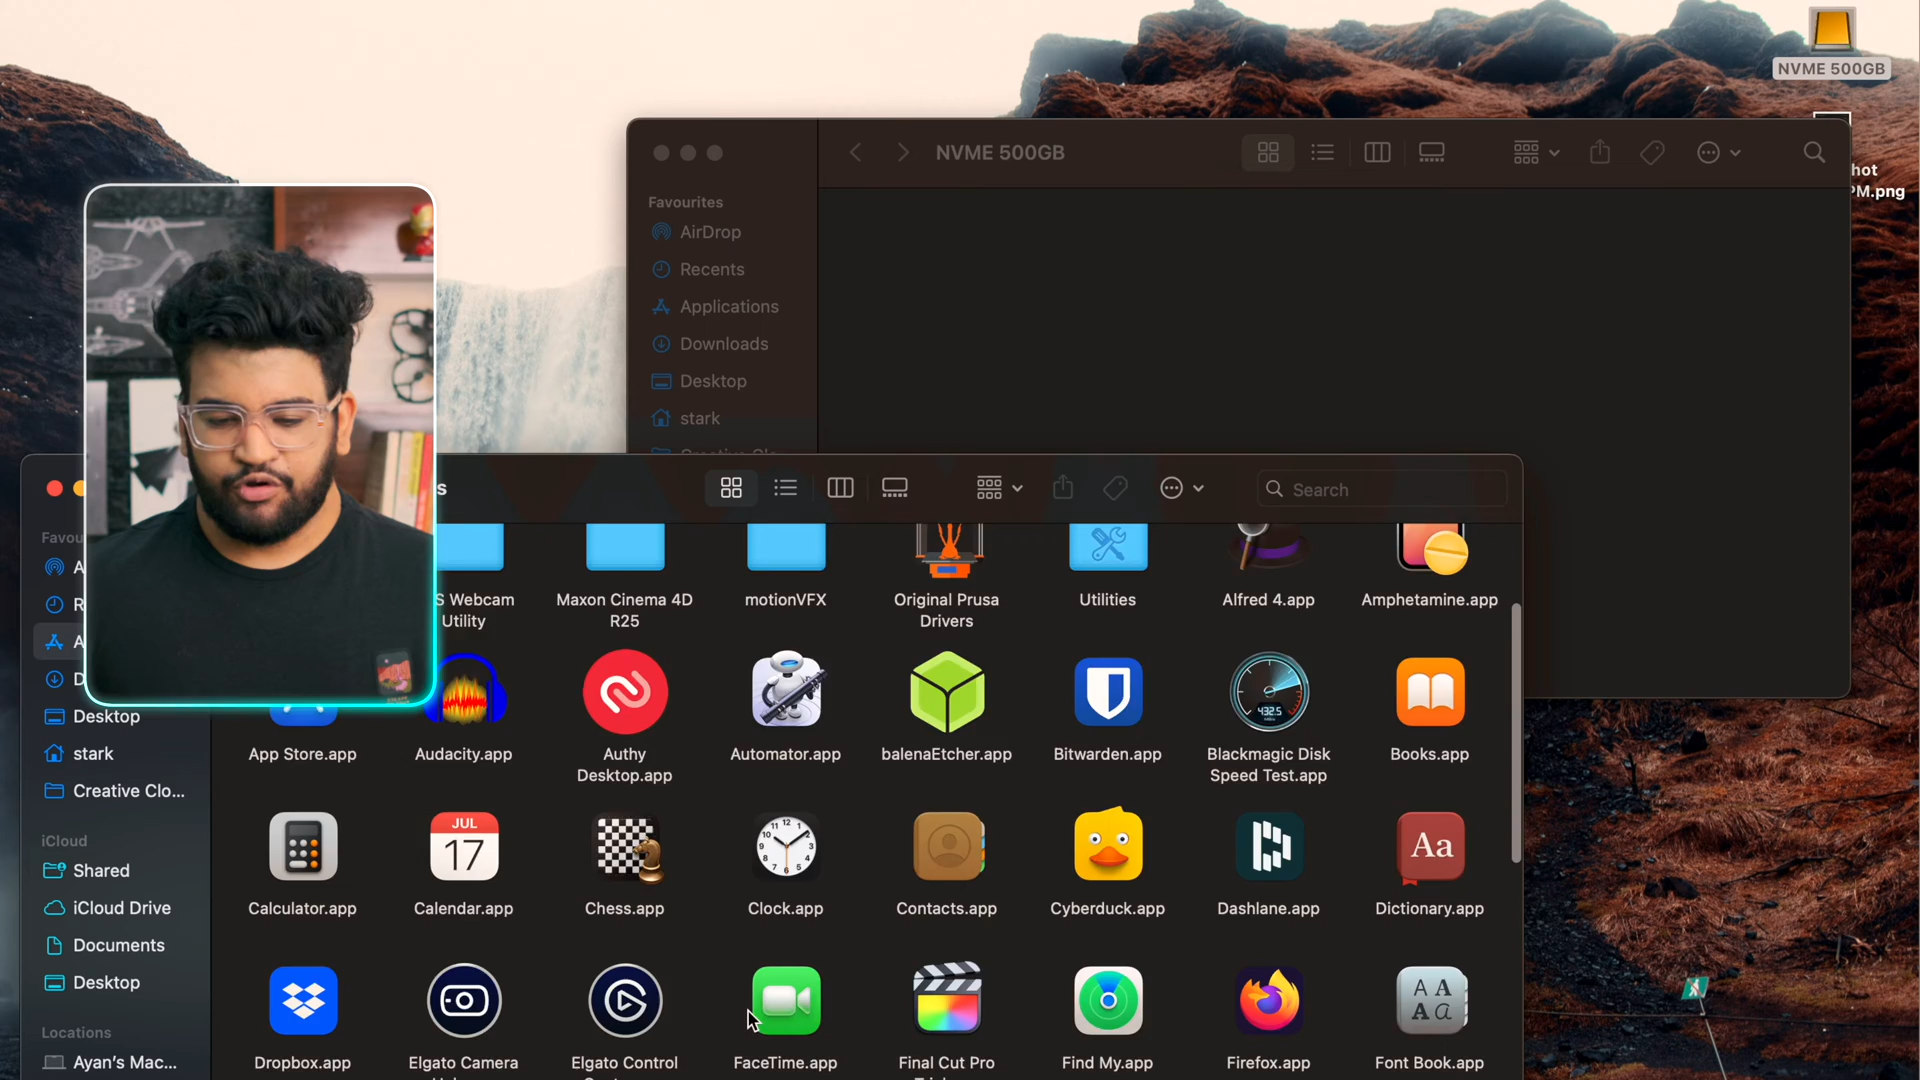 NVME 500GB
hot
PM.png
NVME 500GB
Favourites
AirDrop
Recents
Applications
Downloads
Desktop
stark
s
Search
Favou
A
R
A
D
Desktop
stark
Creative Clo...
iCloud
Shared
iCloud Drive
Documents
Desktop
Locations
Ayan's Mac...
S Webcam
Utility
Maxon Cinema 4D
R25
motionVFX
Original Prusa
Drivers
Utilities
Alfred 4.app
Amphetamine.app
432.5
App Store.app
Audacity.app
Authy
Desktop.app
Automator.app
balenaEtcher.app
Bitwarden.app
Blackmagic Disk
Speed Test.app
Books.app
JUL
17
Aa
Calculator.app
Calendar.app
Chess.app
Clock.app
Contacts.app
Cyberduck.app
Dashlane.app
Dictionary.app
A A
A a
Dropbox.app
Elgato Camera
Elgato Control
FaceTime.app
Final Cut Pro
Find My.app
Firefox.app
Font Book.app